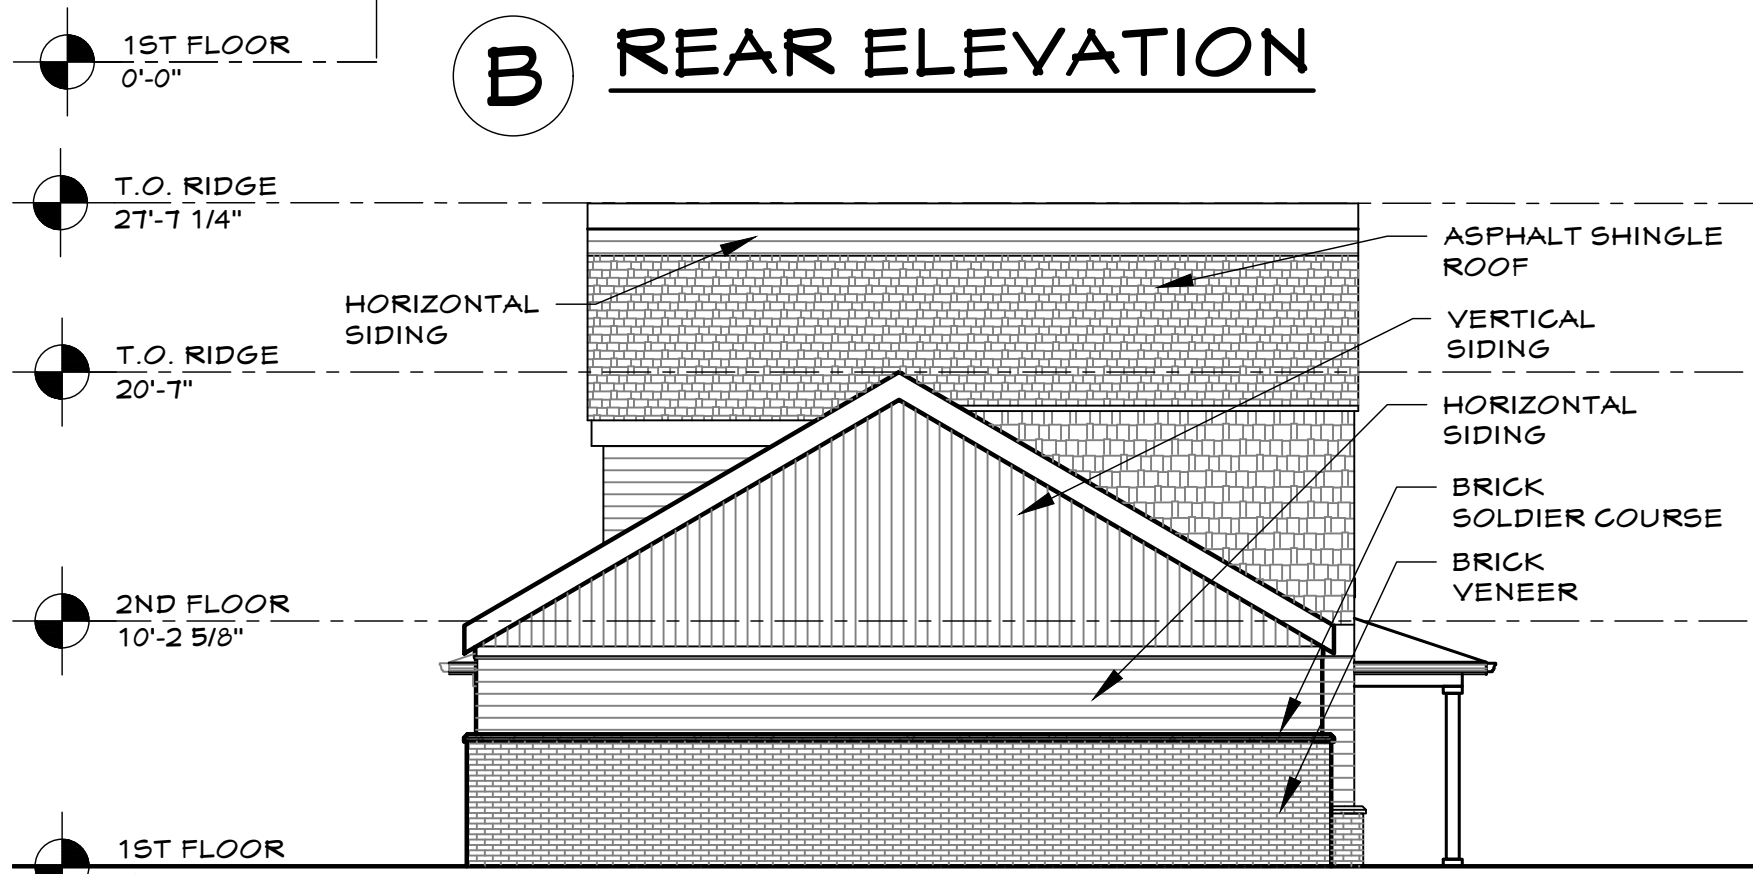 1ST FLOOR
0'-0"
B
REAR ELEVATION
T.O. RIDGE
27'-7 1/4"
ASPHALT SHINGLE
ROOF
HORIZONTAL
SIDING
VERTICAL
SIDING
T.O. RIDGE
20'-7"
HORIZONTAL
SIDING
BRICK
SOLDIER COURSE
BRICK
VENEER
2ND FLOOR
10'-2 5/8"
1ST FLOOR